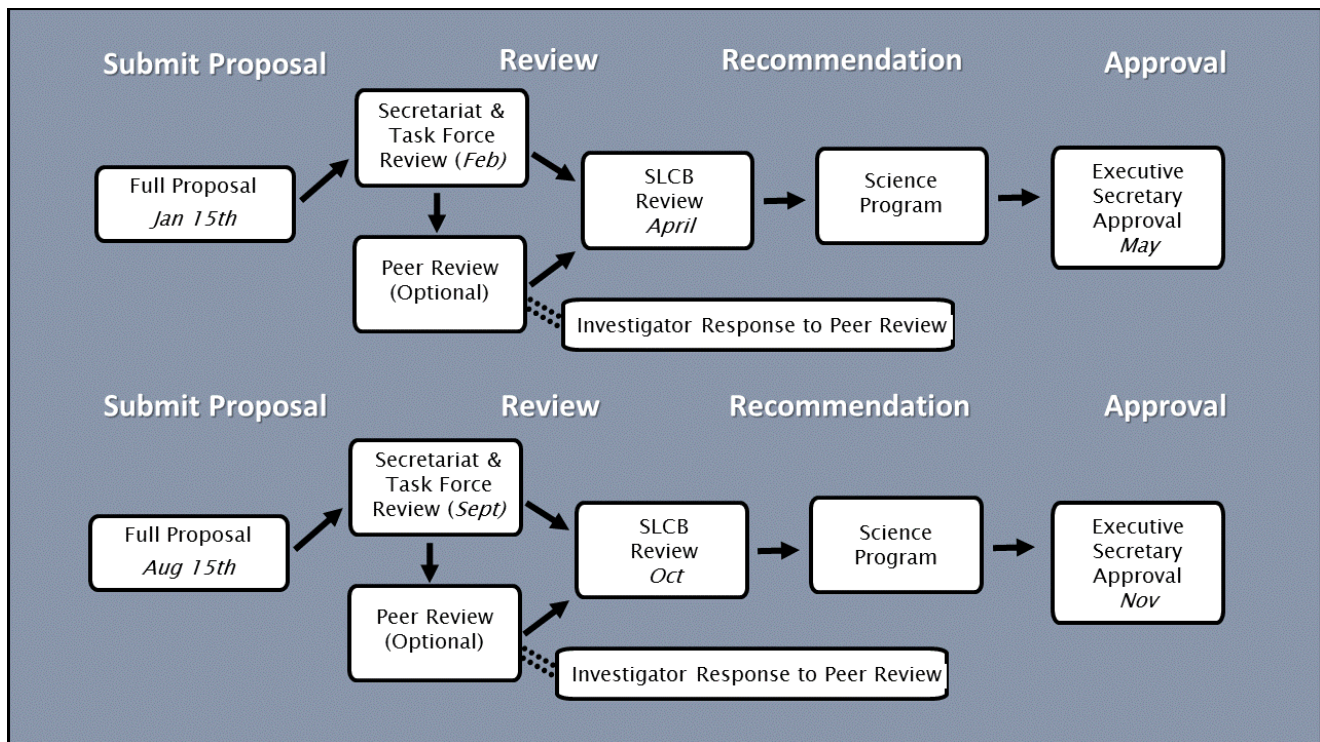 Submit Proposal
Review
Recommendation
Approval
Secretariat &
Task Force
Review (Feb)
Full Proposal
Jan 15th
SLCB
Review
April
Science
Program
Executive
Secretary
Approval
May
Peer Review
(Optional)
Investigator Response to Peer Review
Submit Proposal
Review
Recommendation
Approval
Secretariat &
Task Force
Review (Sept)
Full Proposal
Aug 15th
SLCB
Review
Oct
Science
Program
Executive
Secretary
Approval
Nov
Peer Review
(Optional)
Investigator Response to Peer Review